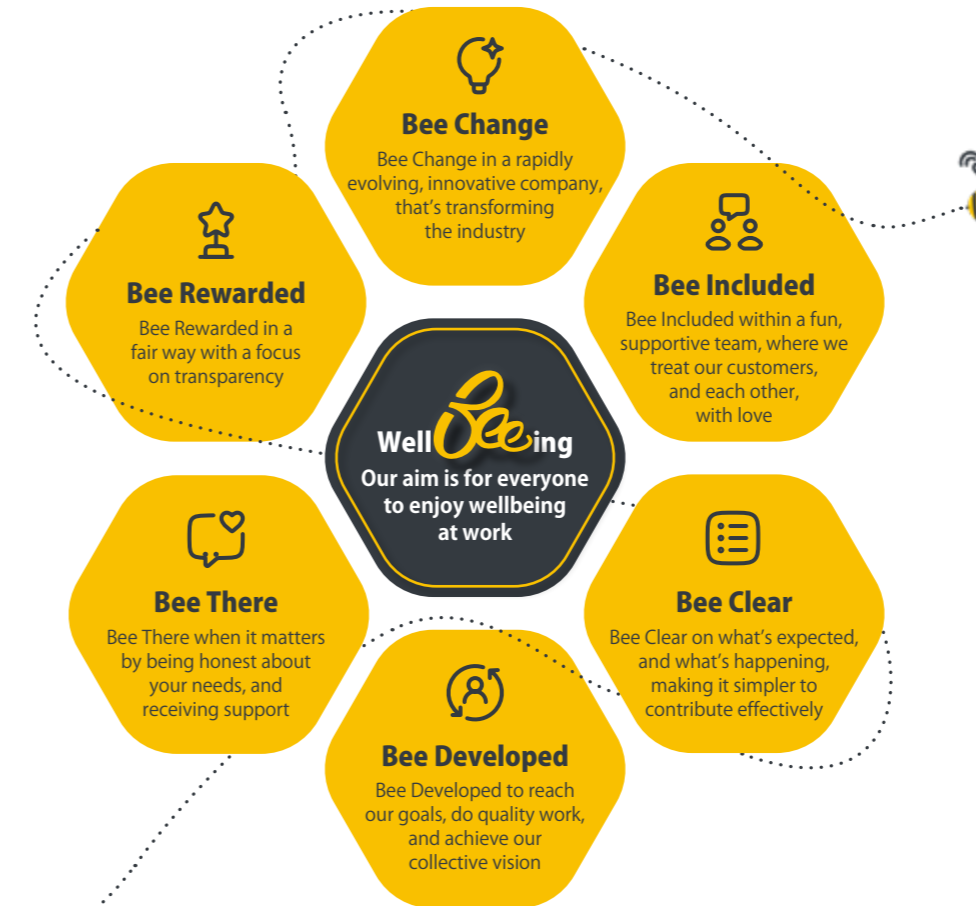 Bee Change
Bee Change in a rapidly
evolving, innovative company,
that's transforming
the industry
Bee Rewarded
Bee Rewarded in a
fair way with a focus
on transparency
Bee Included
Bee Included within a fun,
supportive team, where we
treat our customers,
and each other,
with love
WellBeeing
Our aim is for everyone
to enjoy wellbeing
at work
Bee There
Bee There when it matters
by being honest about
your needs, and
receiving support
Bee Clear
Bee Clear on what's expected,
and what's happening,
making it simpler to
contribute effectively
Bee Developed
Bee Developed to reach
our goals, do quality work,
and achieve our
collective vision